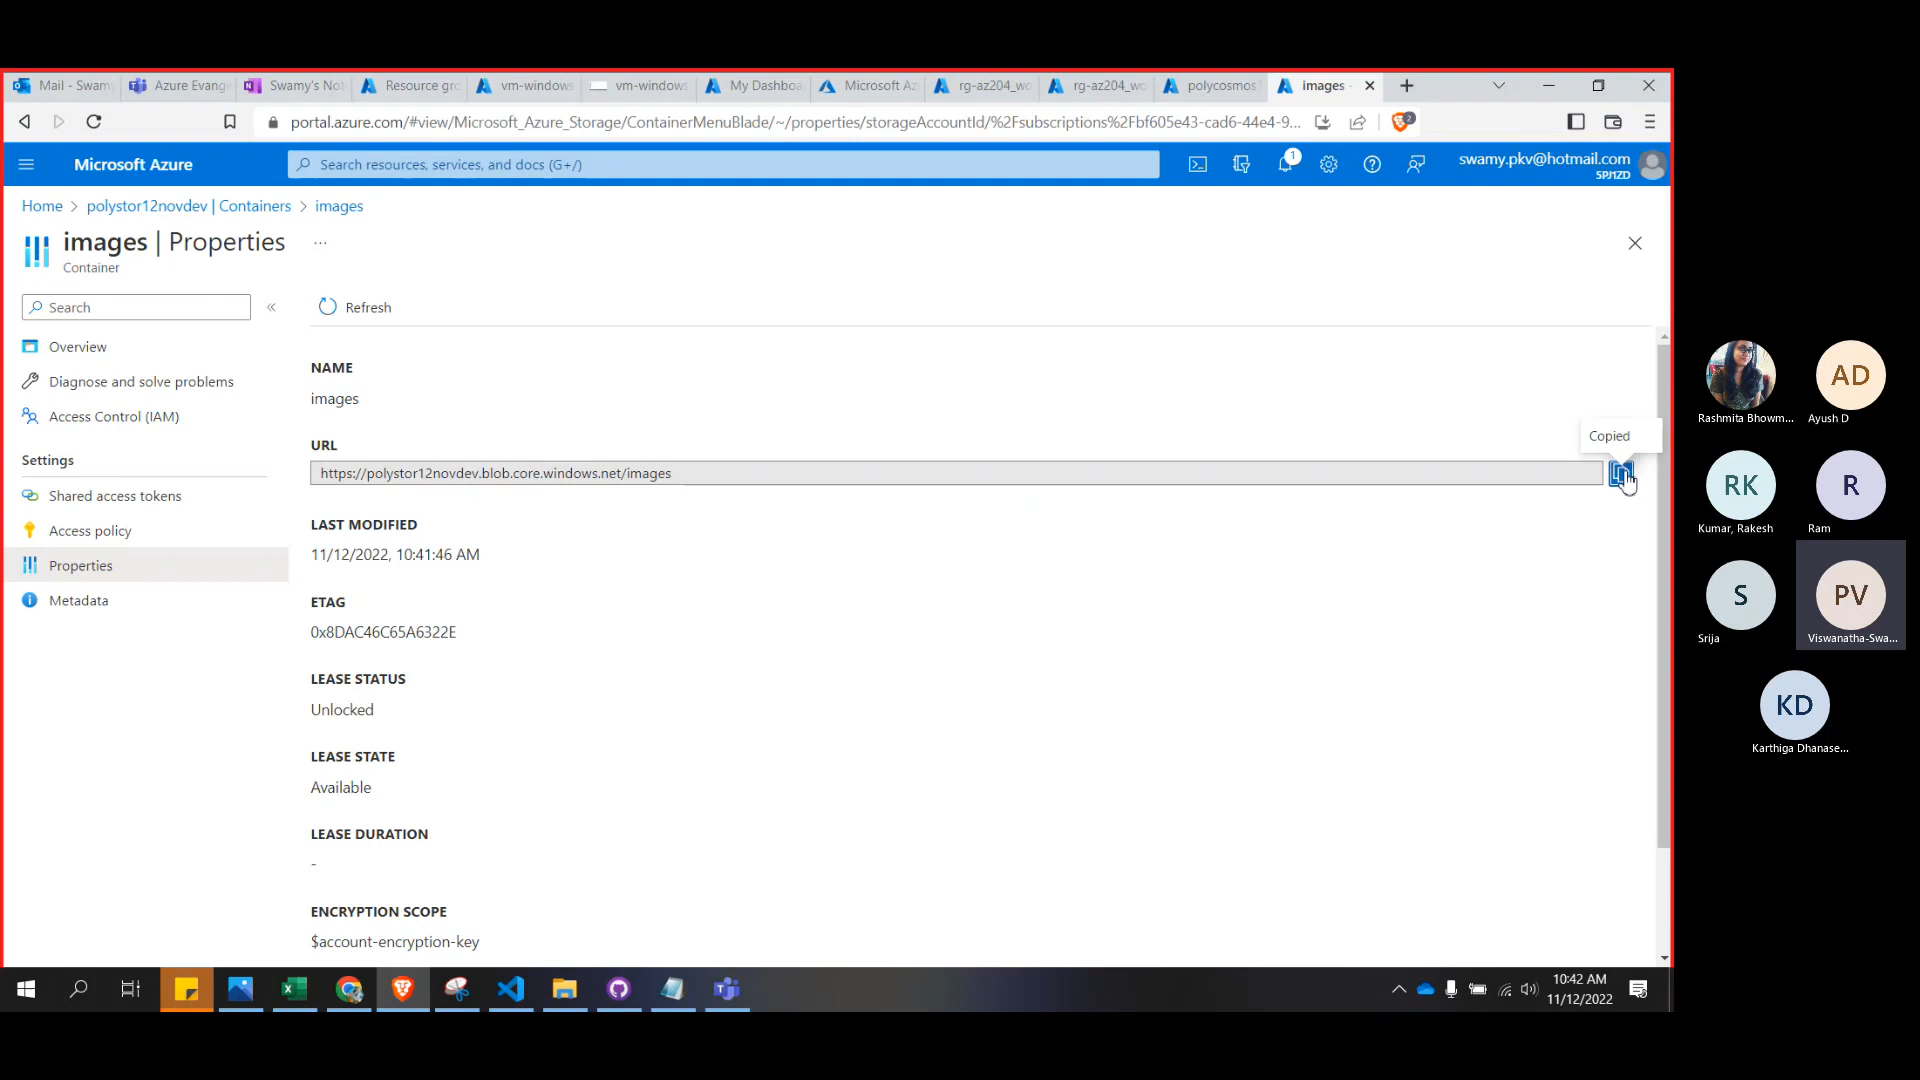 Mail - Swam
Azure Evang
Swamy's Not
Resource gro
vm-windows
vm-windows
My Dashboa
Microsoft Az
rg-az204_wo
rg-az204_wo
polycosmos
images -
portal.azure.com/#view/Microsoft_Azure_Storage/ContainerMenuBlade/~/properties/storageAccountId/%2Fsubscriptions%2Fbf605e43-cad6-44e4-9...
2
Microsoft Azure
Search resources, services, and docs (G+/)
1
swamy.pkv@hotmail.com
5PJ1ZD
Home > polystor12novdev | Containers > images
images | Properties ...
Container
Search
Refresh
Overview
Diagnose and solve problems
Access Control (IAM)
Settings
Shared access tokens
Access policy
Properties
Metadata
NAME
images
URL
Copied
https://polystor12novdev.blob.core.windows.net/images
LAST MODIFIED
11/12/2022, 10:41:46 AM
ETAG
0x8DAC46C65A6322E
LEASE STATUS
Unlocked
LEASE STATE
Available
LEASE DURATION
-
ENCRYPTION SCOPE
$account-encryption-key
10:42 AM
11/12/2022
Rashmita Bhowm...
AD
Ayush D
RK
Kumar, Rakesh
R
Ram
S
Srija
PV
Viswanatha-Swa...
KD
Karthiga Dhanase...